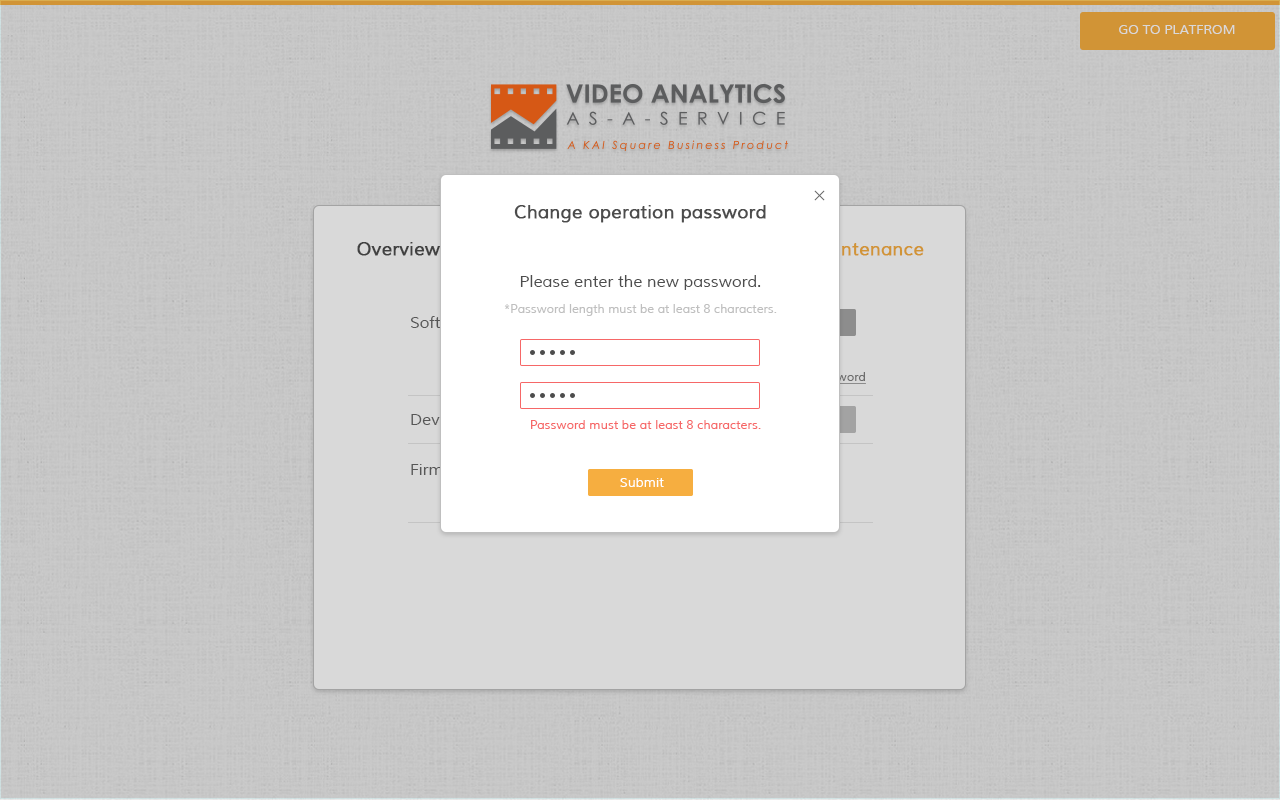 GO TO PLATFROM
VIDEO ANALYTICS
AS-A-SERVICE
A KAI Square Business Product
Change operation password
Overview
ntenance
Please enter the new password.
*Password length must be at least 8 characters.
Soft
word
Dev
Password must be at least 8 characters.
Firm
Submit